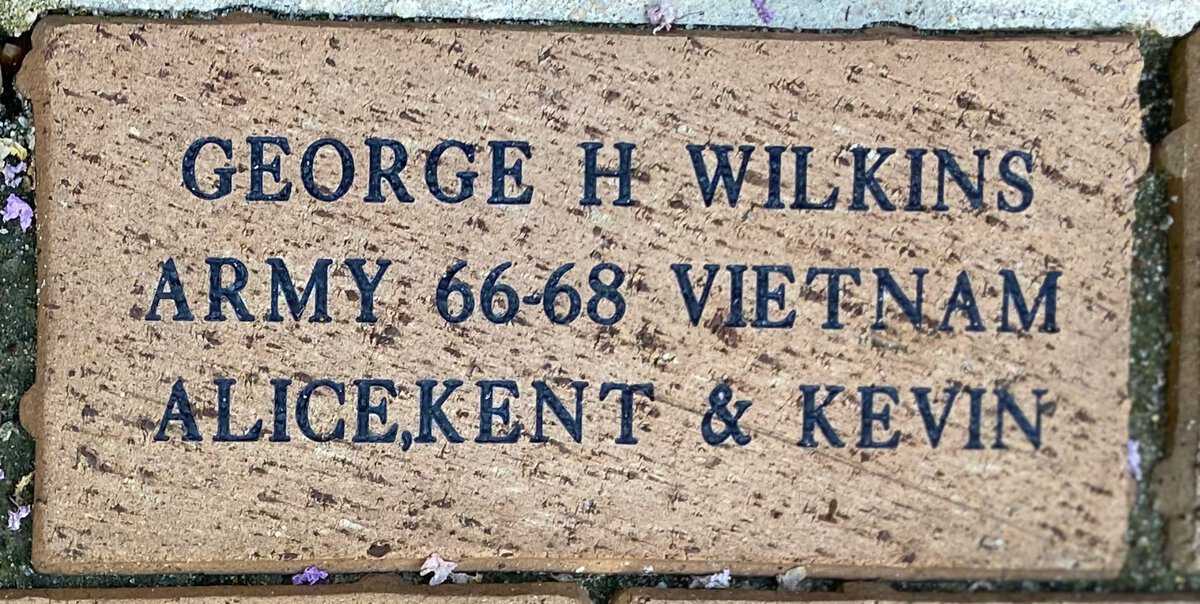 GEORGE H WILKINS
ARMY 66-68 VIETNAM
ALICE,KENT & KEVIN